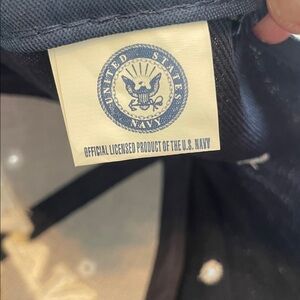 UNITED STATES
NAVY
OFFICIAL LICENSED PRODUCT OF THE U.S. NAVY